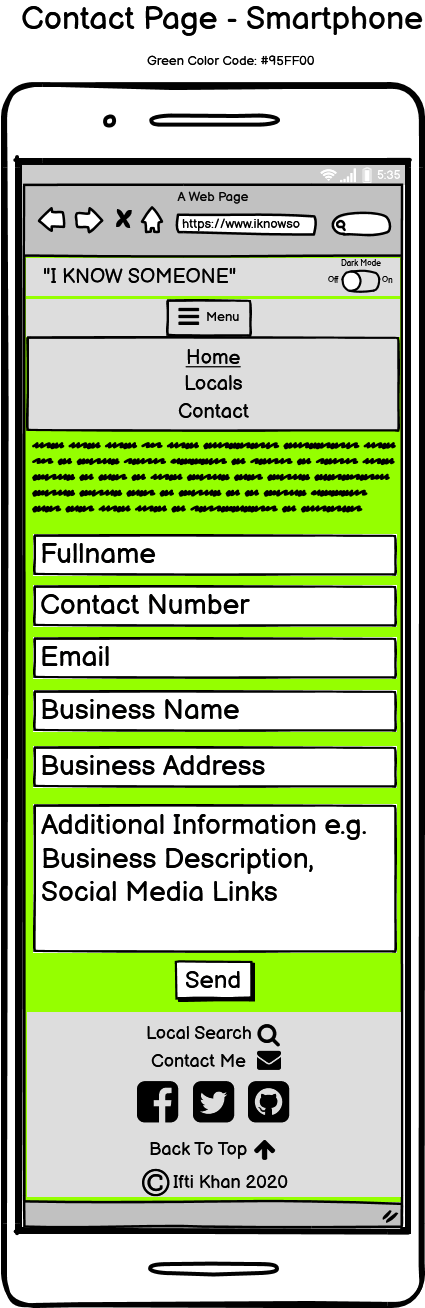 Contact Page - Smartphone
Green Color Code: #95FF00
5:35
A Web Page
https://www.iknowso
"I KNOW SOMEONE"
Dark Mode
Off On
Menu
Home
Locals
Contact
Fullname
Contact Number
Email
Business Name
Business Address
Additional Information e.g.
Business Description,
Social Media Links
Send
Local Search
Contact Me
Back To Top
© Ifti Khan 2020